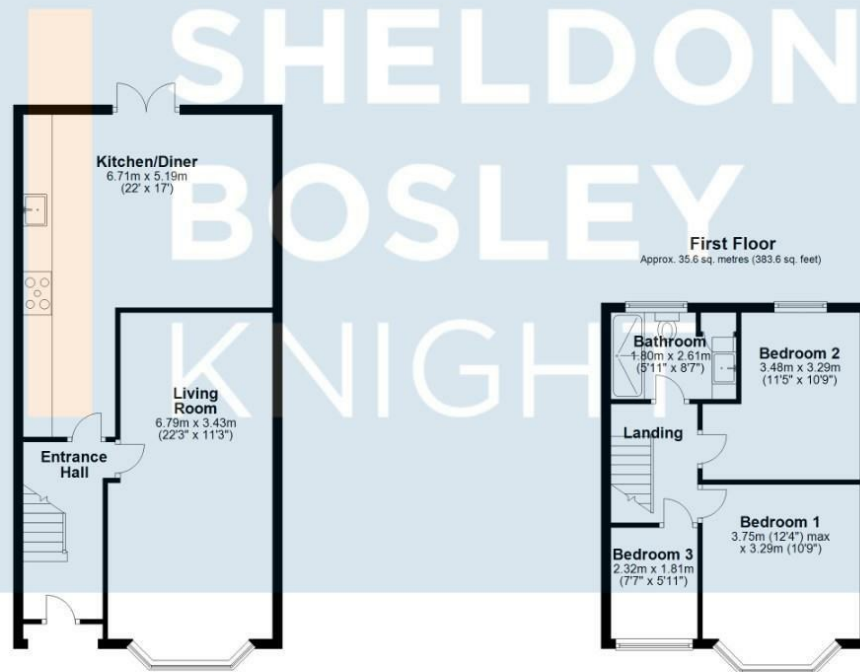 SHELDON
BOSLEY
KNIGHT
Kitchen/Diner
6.71m x 5.19m
(22' x 17')
Living
Room
6.79m x 3.43m
(22'3" x 11'3")
Entrance
Hall
First Floor
Approx. 35.6 sq. metres (383.6 sq. feet)
Bathroom
1.80m x 2.61m
(5'11" x 8'7")
Bedroom 2
3.48m x 3.29m
(11'5" x 10'9")
Landing
Bedroom 1
3.75m (12'4") max
x 3.29m (10'9")
Bedroom 3
2.32m x 1.81m
(7'7" x 5'11")